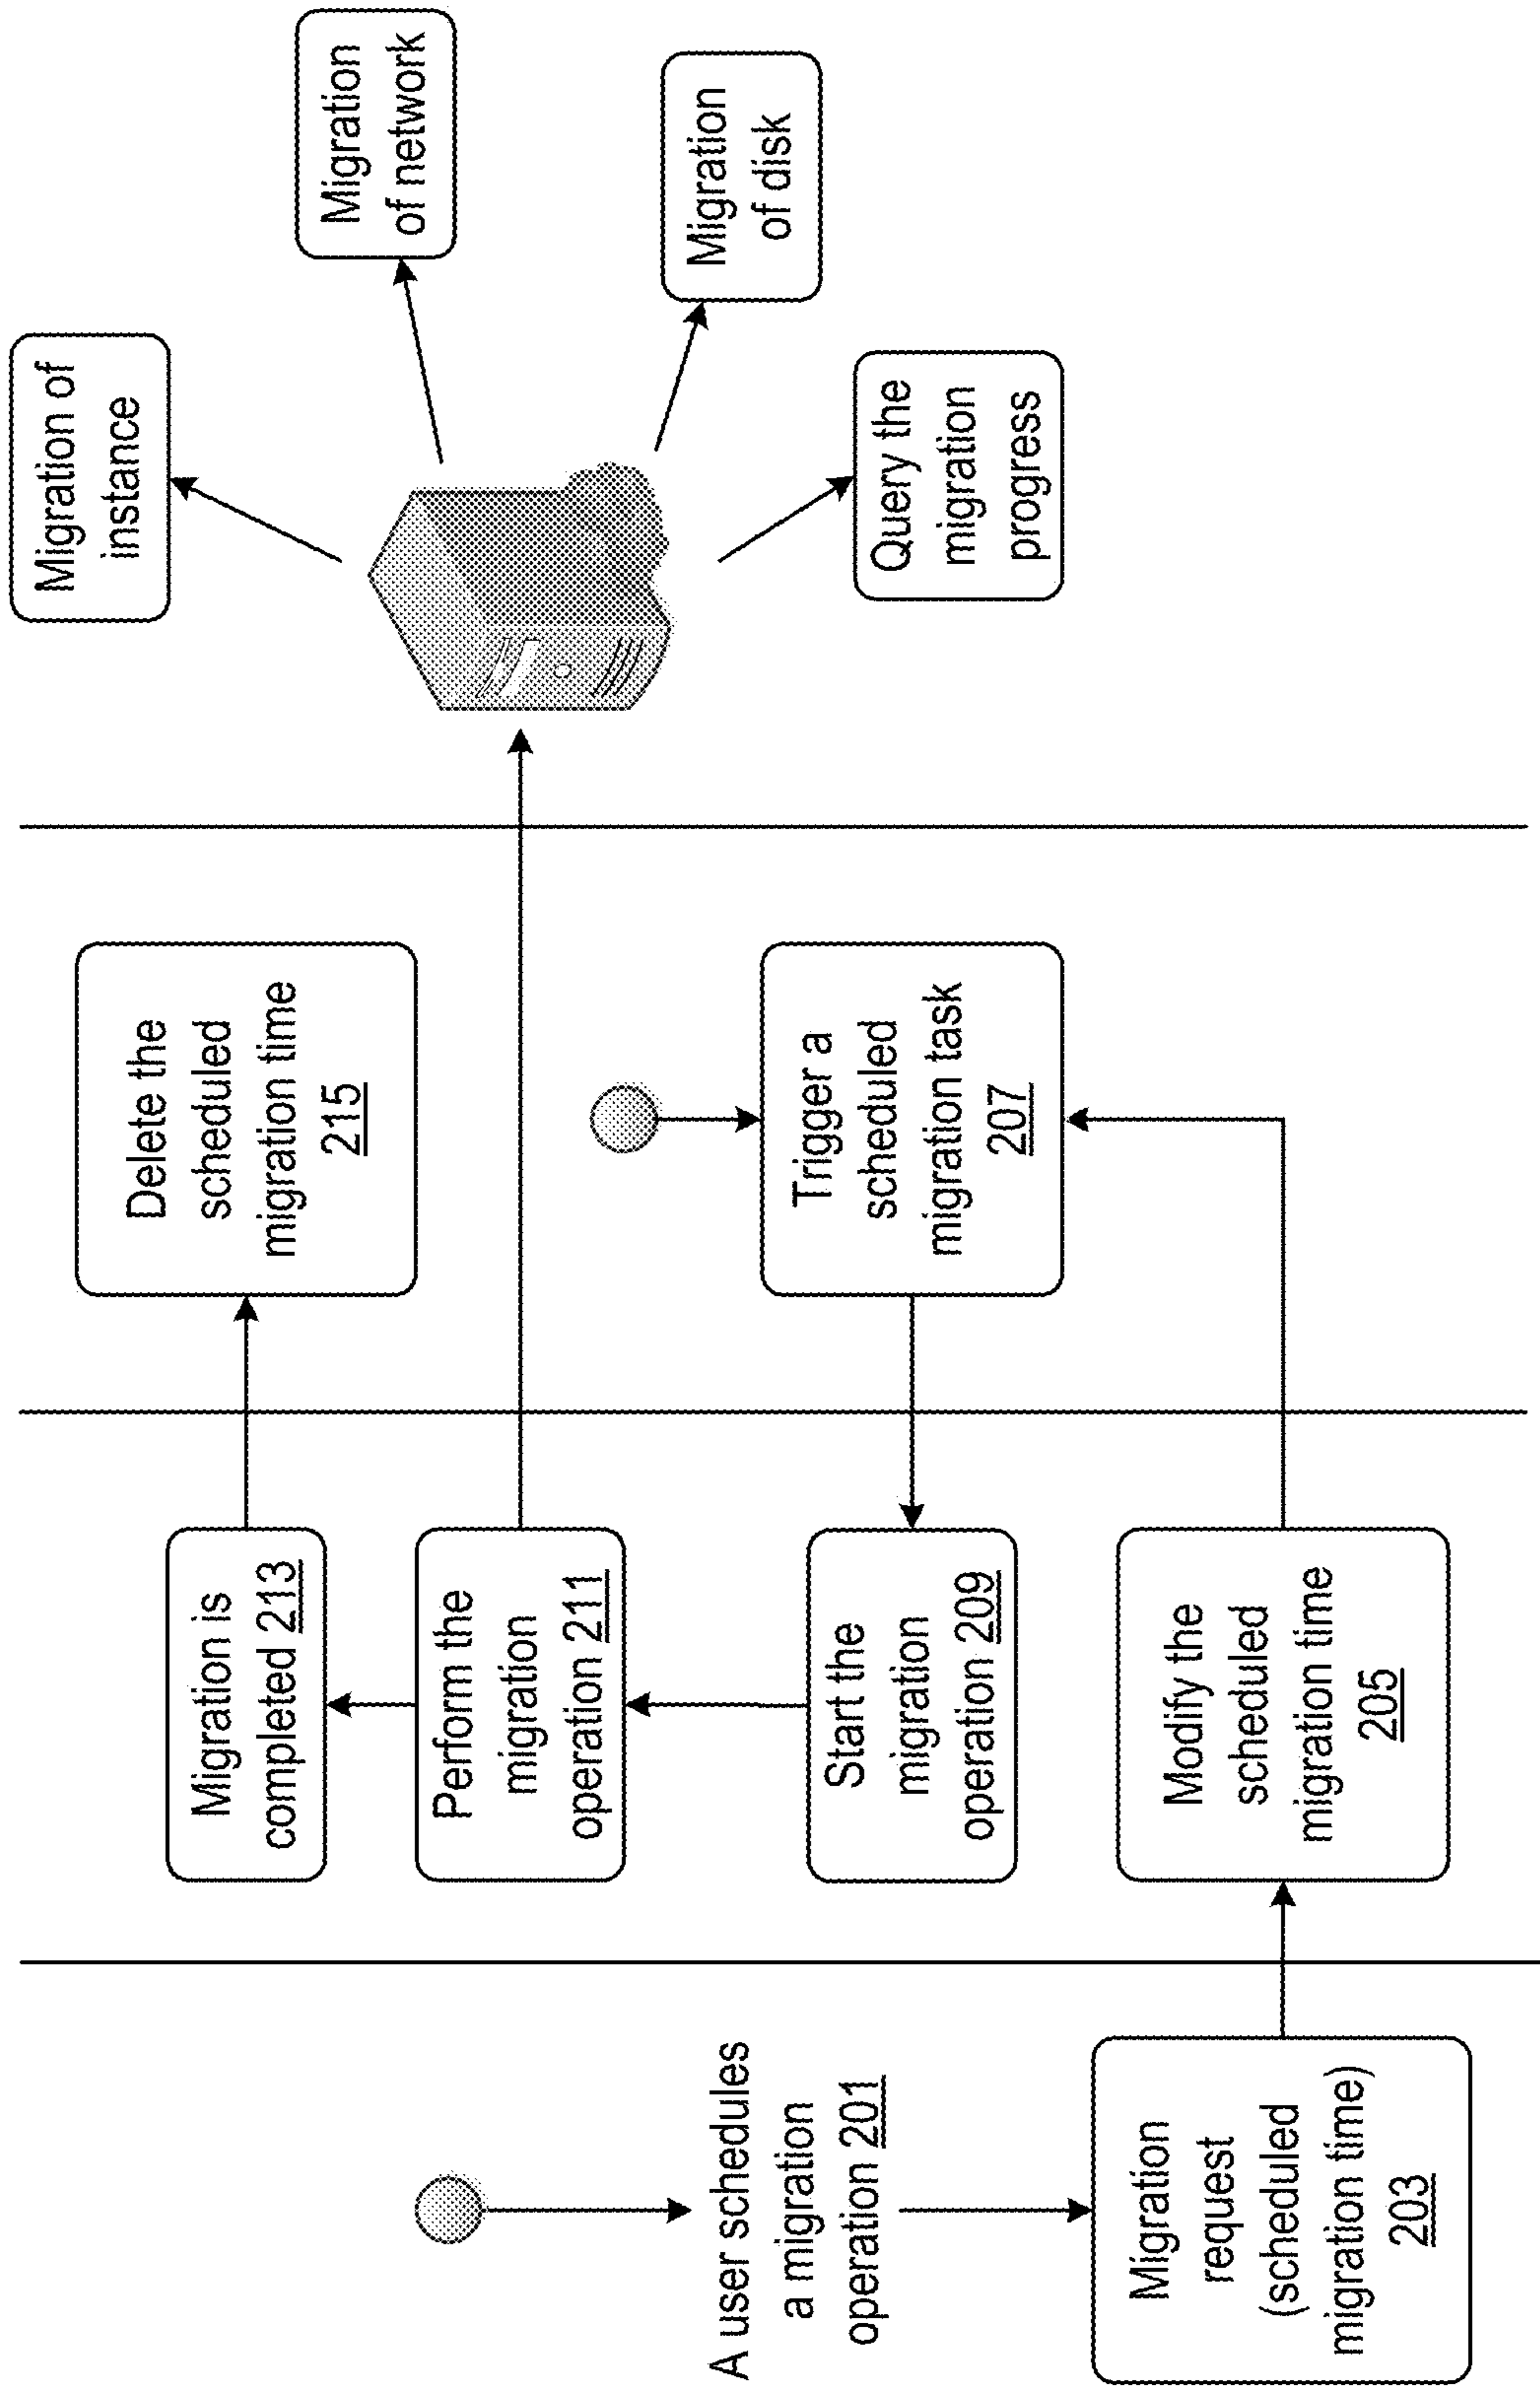 A user schedules
a migration
operation 201
Migration
request
(scheduled
migration time)
203
Migration is
completed 213
Perform the
migration
operation 211
Start the
migration
operation 209
Modify the
scheduled
migration time
205
Delete the
scheduled
migration time
215
Trigger a
scheduled
migration task
207
Migration of
instance
Migration
of network
Migration
of disk
Query the
migration
progress